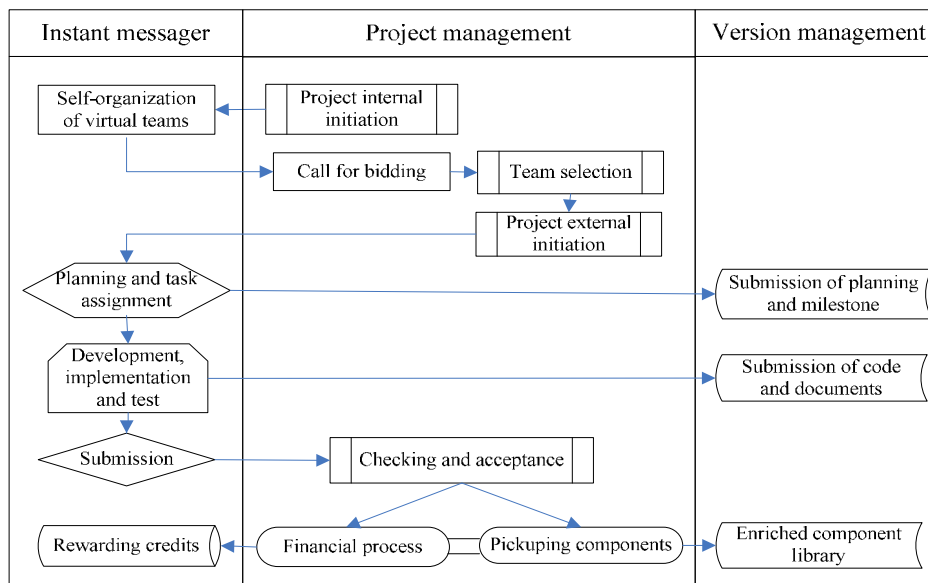 Instant messager
Project management
Version management
Self-organization
of virtual teams
Project internal
initiation
Call for bidding
Team selection
Project external
initiation
Planning and task
assignment
Submission of planning
and milestone
Development,
implementation
and test
Submission of code
and documents
Submission
Checking and acceptance
Rewarding credits
Financial process
Pickuping components
Enriched component
library